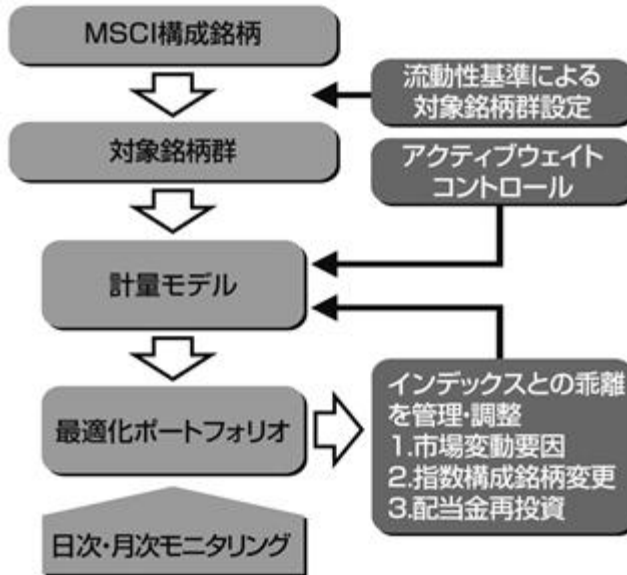 MSCI構成銘柄
流動性基準による
対象銘柄群設定
対象銘柄群
アクティブウェイト
コントロール
計量モデル
最適化ポートフォリオ
インデックスとの乖離
を管理・調整
1.市場変動要因
2.指数構成銘柄変更
3.配当金再投資
日次・月次モニタリング